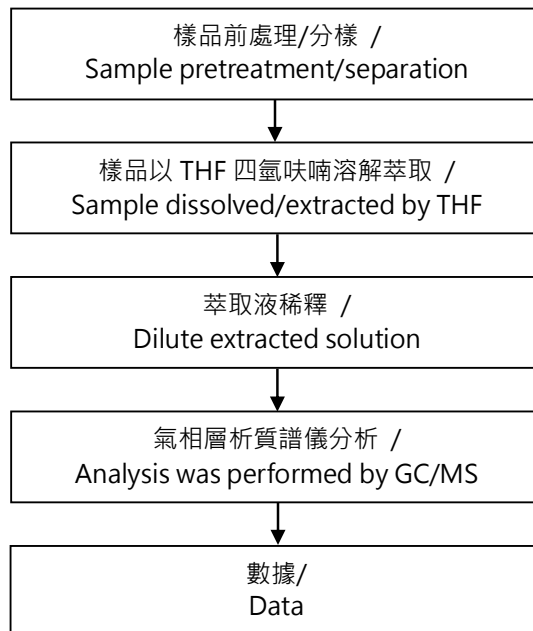 樣品前處理/分樣 /
Sample pretreatment/separation
樣品以 THF 四氫呋喃溶解萃取 /
Sample dissolved/extracted by THF
萃取液稀釋 /
Dilute extracted solution
氣相層析質譜儀分析 /
Analysis was performed by GC/MS
數據/
Data